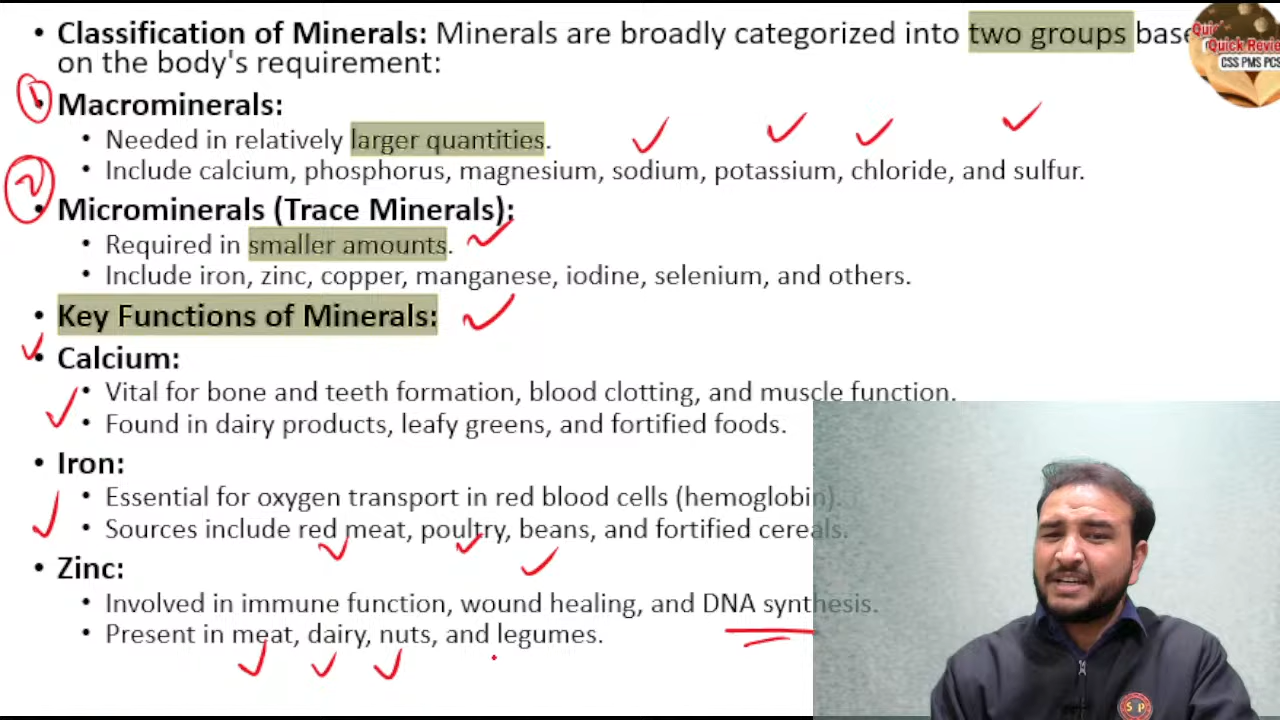 • Classification of Minerals: Minerals are broadly categorized into two groups base
on the body's requirement:
• Macrominerals:
• Needed in relatively larger quantities.
• Include calcium, phosphorus, magnesium, sodium, potassium, chloride, and sulfur.
• Microminerals (Trace Minerals):
• Required in smaller amounts.
• Include iron, zinc, copper, manganese, iodine, selenium, and others.
• Key Functions of Minerals:
• Calcium:
• Vital for bone and teeth formation, blood clotting, and muscle function.
• Found in dairy products, leafy greens, and fortified foods.
• Iron:
• Essential for oxygen transport in red blood cells (hemoglobin).
• Sources include red meat, poultry, beans, and fortified cereals.
• Zinc:
• Involved in immune function, wound healing, and DNA synthesis.
• Present in meat, dairy, nuts, and legumes.
Quick Review
CSS PMS PCS
S P